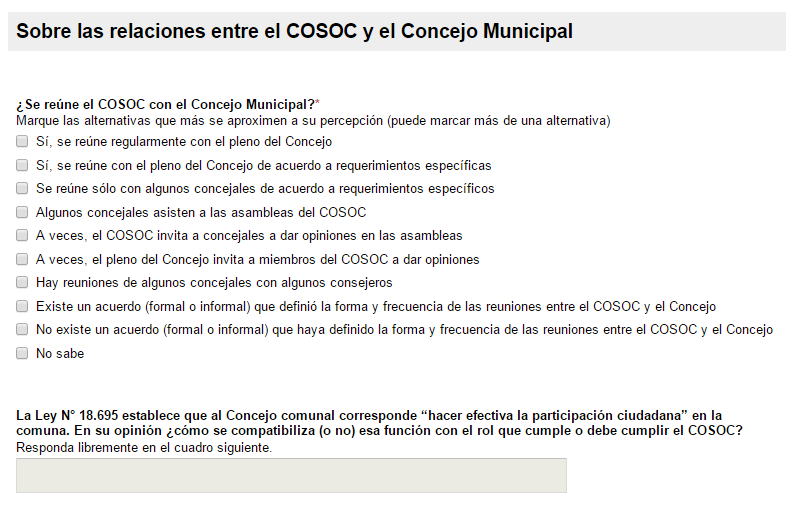 Sobre las relaciones entre el COSOC y el Concejo Municipal
¿Se reúne el COSOC con el Concejo Municipal?*
Marque las alternativas que más se aproximen a su percepción (puede marcar más de una alternativa)
Sí, se reúne regularmente con el pleno del Concejo
Sí, se reúne con el pleno del Concejo de acuerdo a requerimientos específicas
Se reúne sólo con algunos concejales de acuerdo a requerimientos específicos
Algunos concejales asisten a las asambleas del COSOC
A veces, el COSOC invita a concejales a dar opiniones en las asambleas
A veces, el pleno del Concejo invita a miembros del COSOC a dar opiniones
Hay reuniones de algunos concejales con algunos consejeros
Existe un acuerdo (formal o informal) que definió la forma y frecuencia de las reuniones entre el COSOC y el Concejo
No existe un acuerdo (formal o informal) que haya definido la forma y frecuencia de las reuniones entre el COSOC y el Concejo
No sabe
La Ley N° 18.695 establece que al Concejo comunal corresponde “hacer efectiva la participación ciudadana” en la
comuna. En su opinión ¿cómo se compatibiliza (o no) esa función con el rol que cumple o debe cumplir el COSOC?
Responda libremente en el cuadro siguiente.